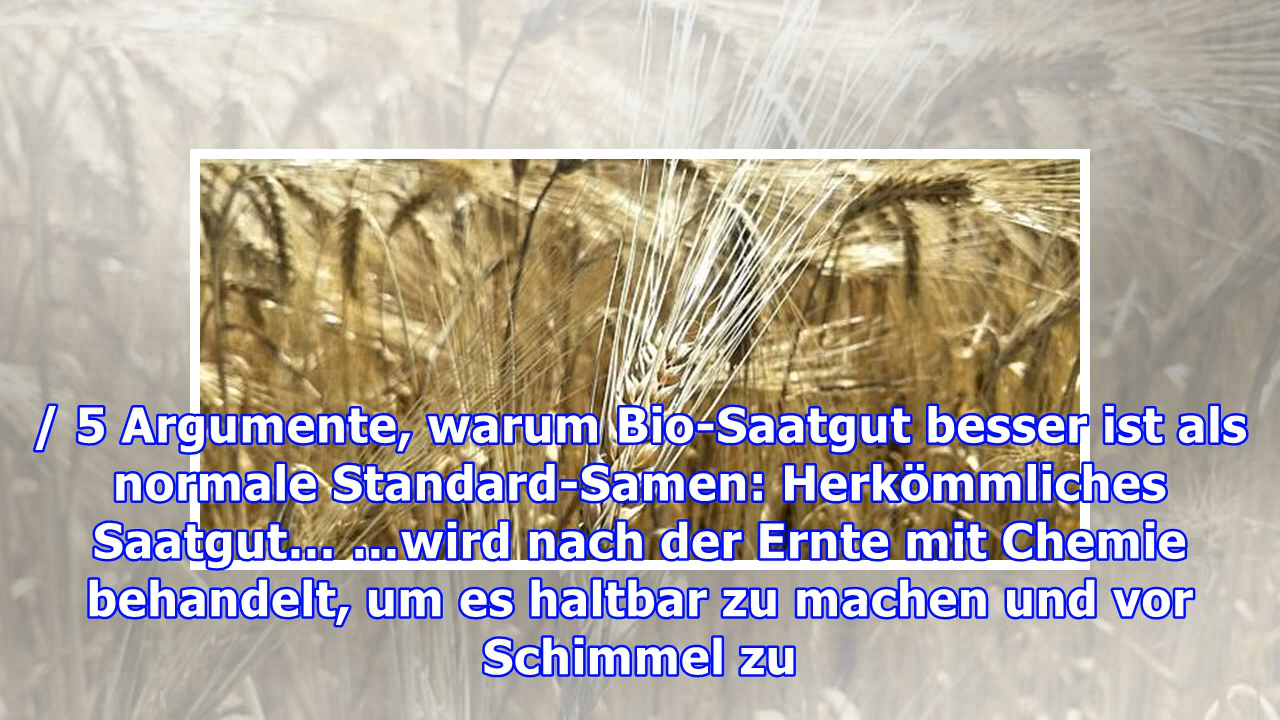 / 5 Argumente, warum Bio-Saatgut besser ist als
normale Standard-Samen: Herkömmliches
Saatgut... ...wird nach der Ernte mit Chemie
behandelt, um es haltbar zu machen und vor
Schimmel zu